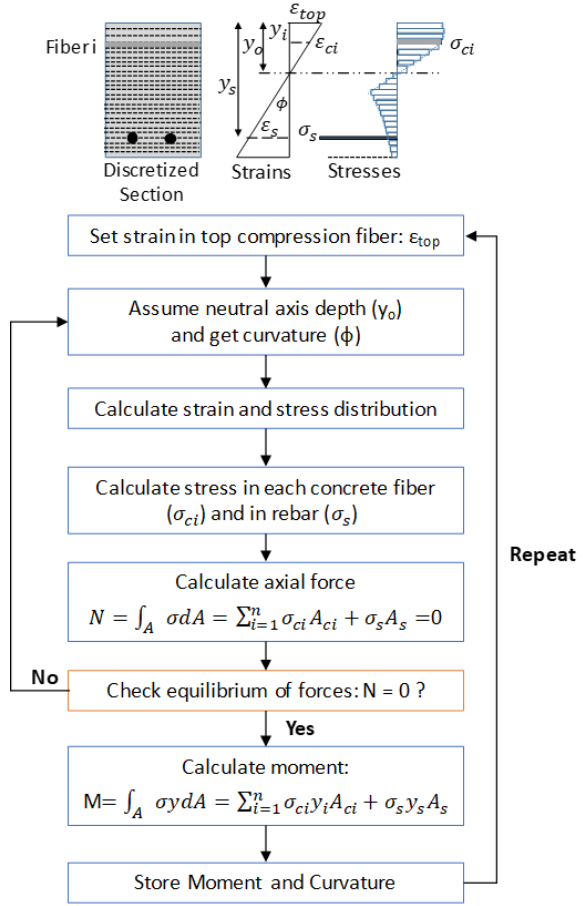 ε_top
Fiber i
y_o
y_i
ε_ci
σ_ci
y_s
ϕ
ε_s
σ_s
Discretized
Section
Strains
Stresses
Set strain in top compression fiber: ε_top
Assume neutral axis depth (y_o)
and get curvature (ϕ)
Calculate strain and stress distribution
Calculate stress in each concrete fiber
(σ_ci) and in rebar (σ_s)
Repeat
Calculate axial force
N = ∫_A σdA = ∑_{i=1}^n σ_ci A_ci + σ_s A_s =0
No
Check equilibrium of forces: N = 0 ?
Yes
Calculate moment:
M= ∫_A σydA = ∑_{i=1}^n σ_ci y_i A_ci + σ_s y_s A_s
Store Moment and Curvature